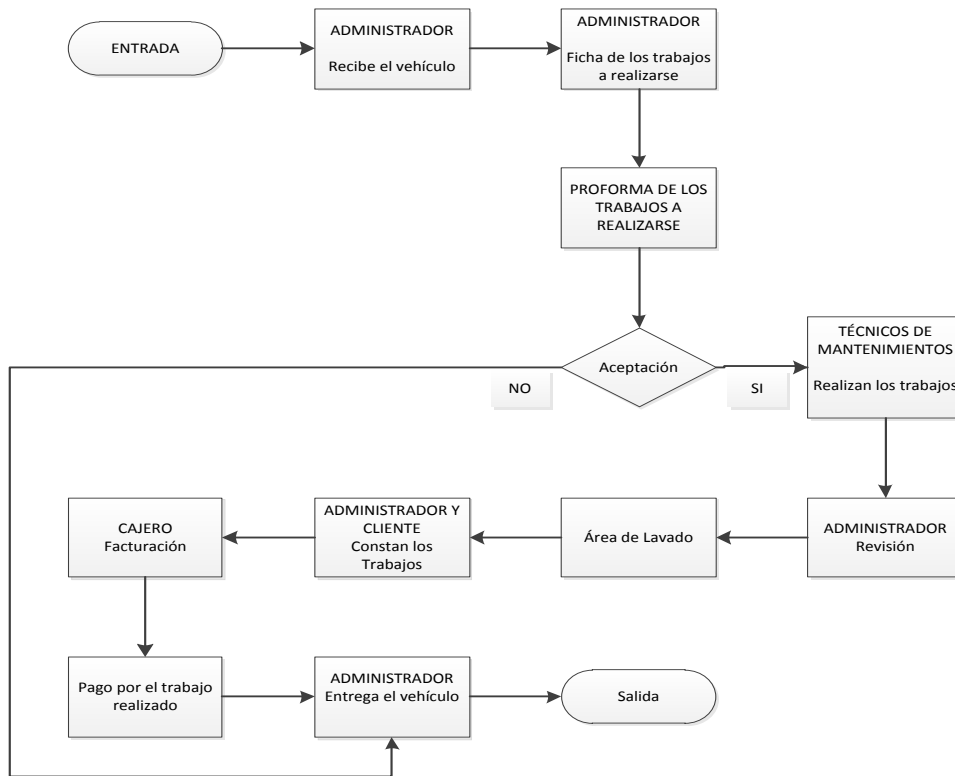 ENTRADA
ADMINISTRADOR
Recibe el vehículo
ADMINISTRADOR
Ficha de los trabajos
a realizarse
PROFORMA DE LOS
TRABAJOS A
REALIZARSE
Aceptación
NO
SI
TÉCNICOS DE
MANTENIMIENTOS
Realizan los trabajos
ADMINISTRADOR
Revisión
Área de Lavado
ADMINISTRADOR Y
CLIENTE
Constan los
Trabajos
CAJERO
Facturación
Pago por el trabajo
realizado
ADMINISTRADOR
Entrega el vehículo
Salida